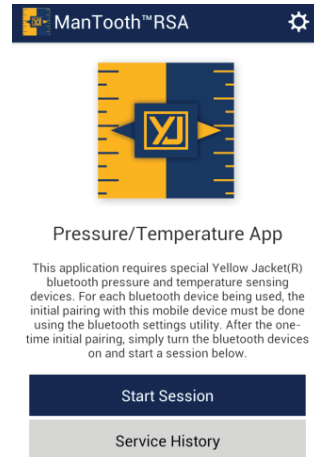 YJ ManTooth™RSA
YJ
Pressure/Temperature App
This application requires special Yellow Jacket(R)
bluetooth pressure and temperature sensing
devices. For each bluetooth device being used, the
initial pairing with this mobile device must be done
using the bluetooth settings utility. After the one-
time initial pairing, simply turn the bluetooth devices
on and start a session below.
Start Session
Service History